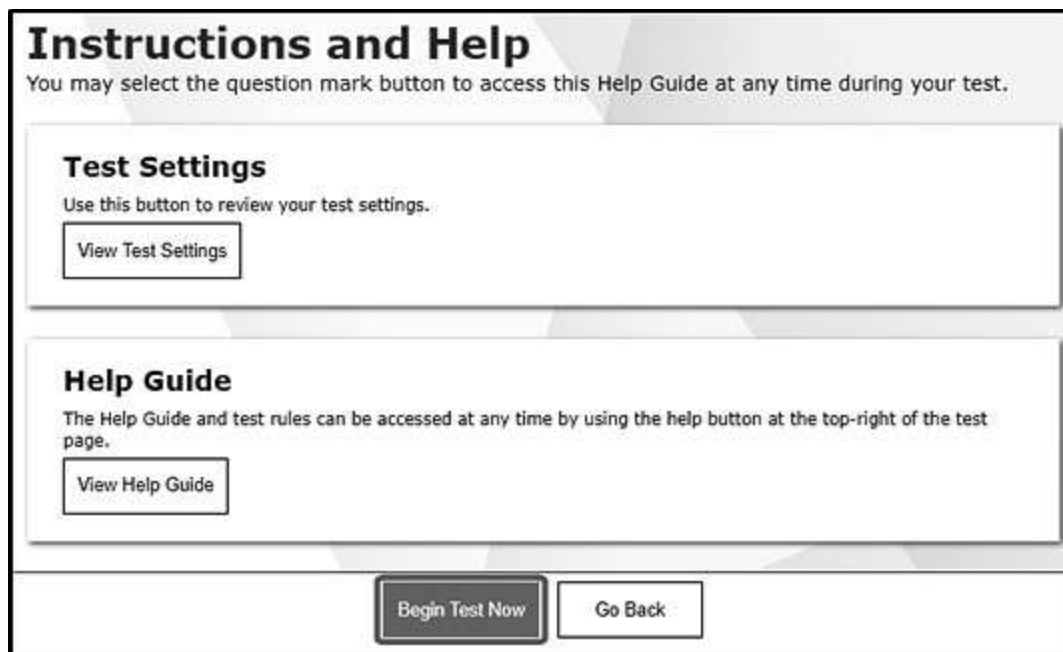 Instructions and Help
You may select the question mark button to access this Help Guide at any time during your test.
Test Settings
Use this button to review your test settings.
View Test Settings
Help Guide
The Help Guide and test rules can be accessed at any time by using the help button at the top-right of the test
page.
View Help Guide
Begin Test Now
Go Back